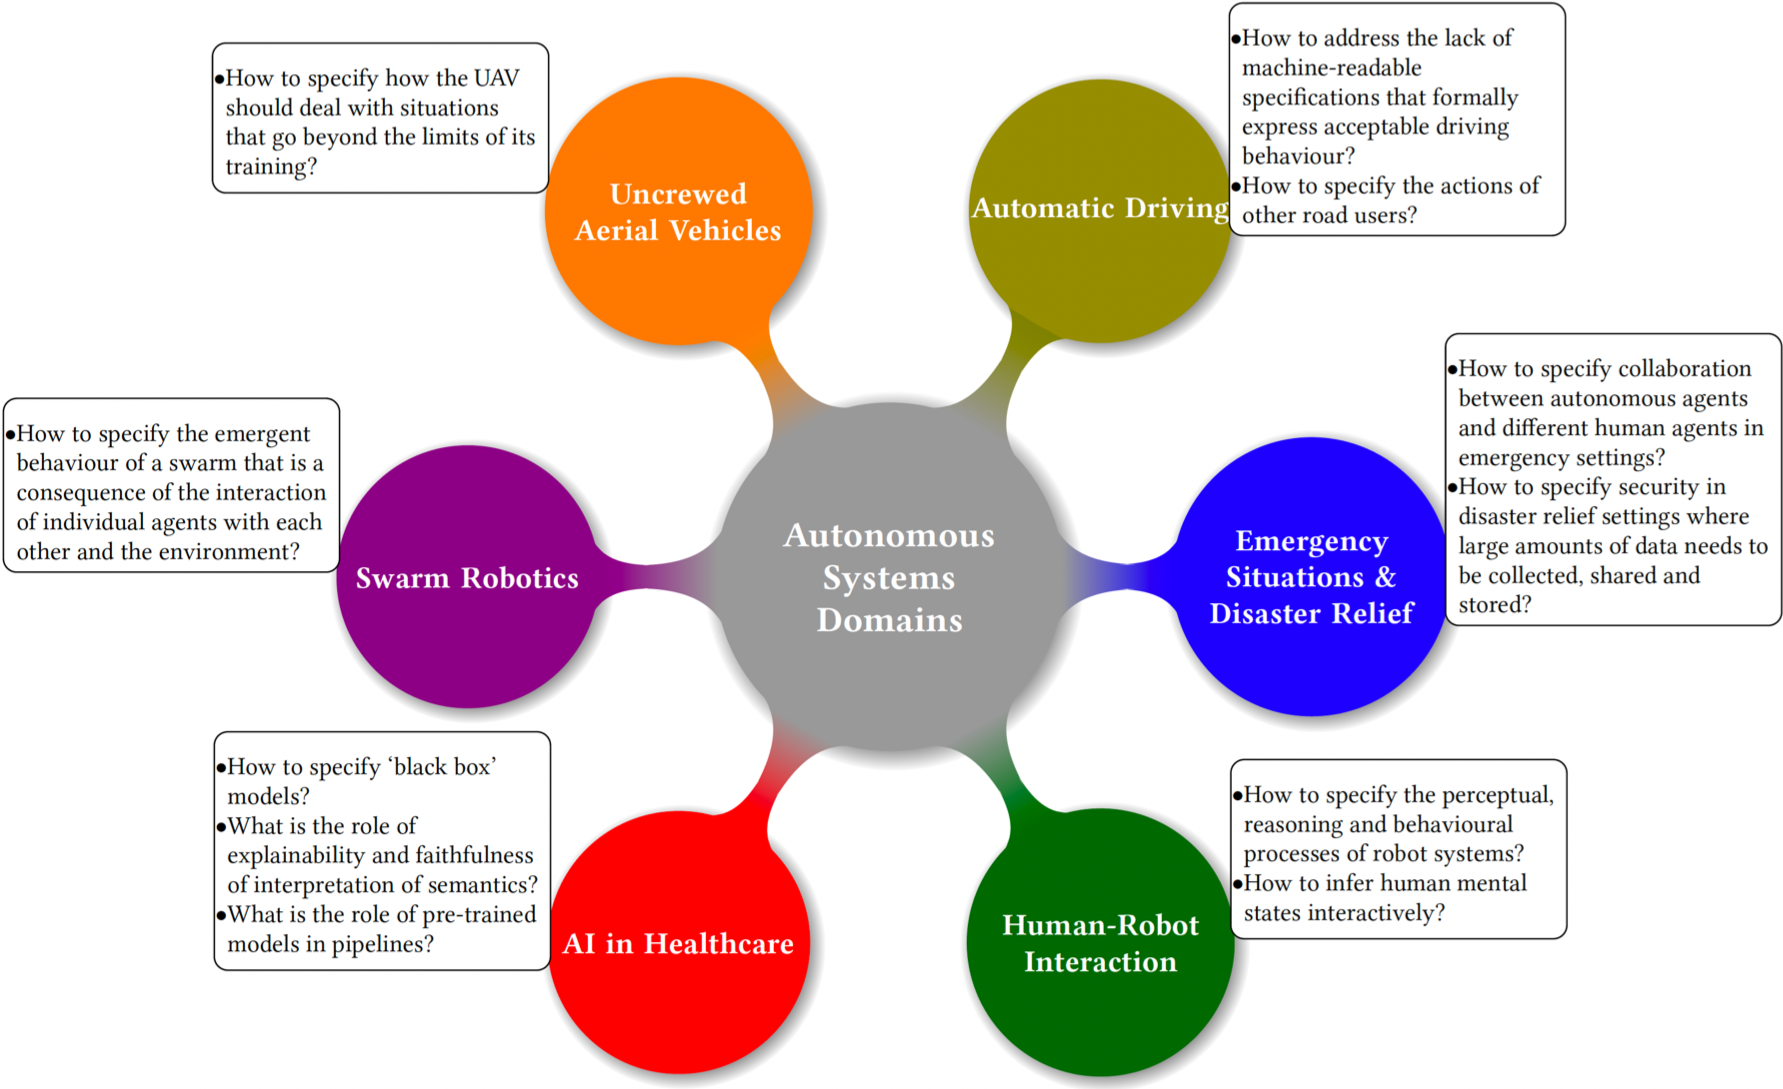 ●How to specify how the UAV
should deal with situations
that go beyond the limits of its
training?
Uncrewed
Aerial Vehicles
Automatic Driving
●How to address the lack of
machine-readable
specifications that formally
express acceptable driving
behaviour?
●How to specify the actions of
other road users?
●How to specify the emergent
behaviour of a swarm that is a
consequence of the interaction
of individual agents with each
other and the environment?
Swarm Robotics
Autonomous
Systems
Domains
Emergency
Situations &
Disaster Relief
●How to specify collaboration
between autonomous agents
and different human agents in
emergency settings?
●How to specify security in
disaster relief settings where
large amounts of data needs to
be collected, shared and
stored?
●How to specify ‘black box’
models?
●What is the role of
explainability and faithfulness
of interpretation of semantics?
●What is the role of pre-trained
models in pipelines?
AI in Healthcare
Human-Robot
Interaction
●How to specify the perceptual,
reasoning and behavioural
processes of robot systems?
●How to infer human mental
states interactively?